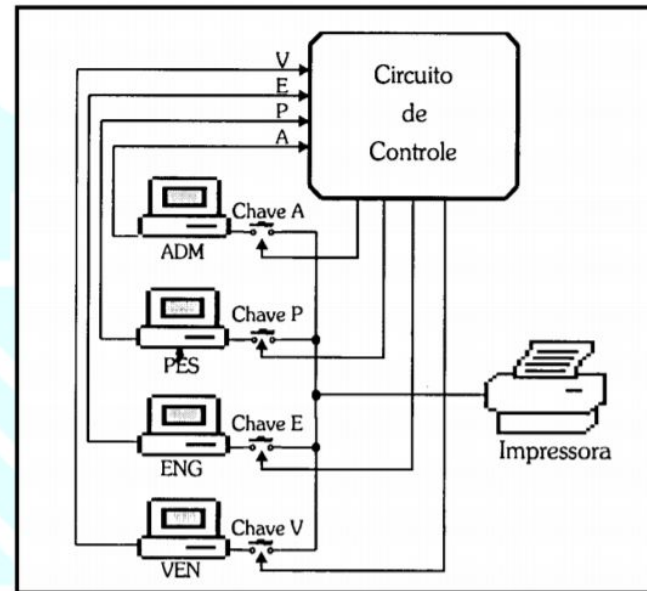 V
E
P
A
Circuito
de
Controle
Chave A
ADM
Chave P
PES
Chave E
ENG
Chave V
VEN
Impressora